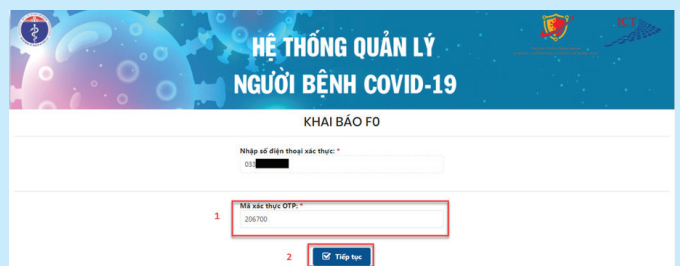 HỆ THỐNG QUẢN LÝ
NGƯỜI BỆNH COVID-19
ICT
KHAI BÁO F0
Nhập số điện thoại xác thực: *
033
Mã xác thực OTP: *
1
206700
2
Tiếp tục